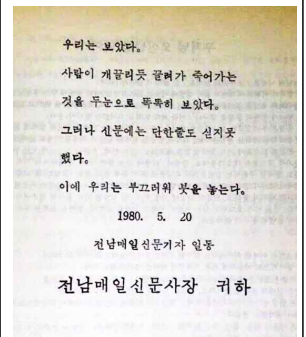 우리는 보았다。
사람이 개끌리듯 끌려가 죽어가는
것을 두눈으로 똑똑히 보았다。
그러나 신문에는 단한줄도 싣지못
했다。
이에 우리는 부끄러워 붓을 놓는다。
1980. 5. 20
전남매일신문기자 일동
전남매일신문사장 귀하